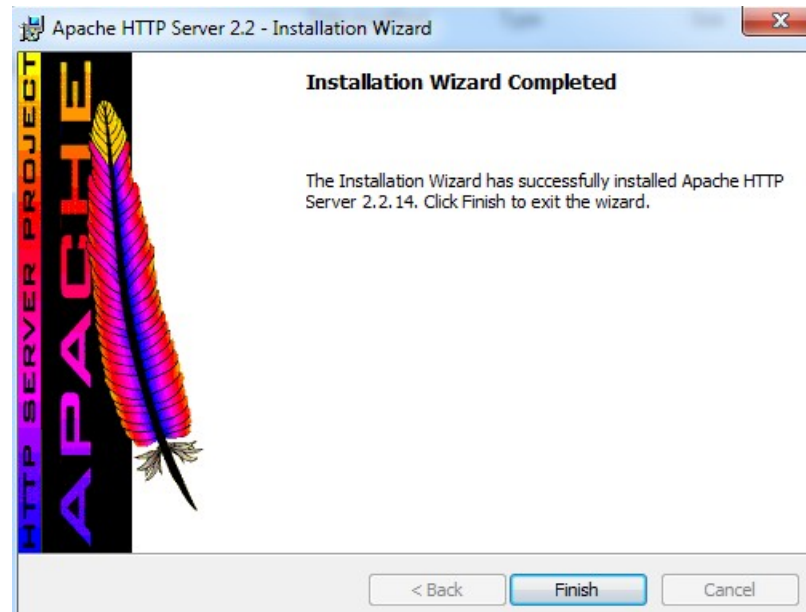 Apache HTTP Server 2.2 - Installation Wizard
HTTP SERVER PROJECT
APACHE
Installation Wizard Completed
The Installation Wizard has successfully installed Apache HTTP
Server 2.2.14. Click Finish to exit the wizard.
< Back
Finish
Cancel